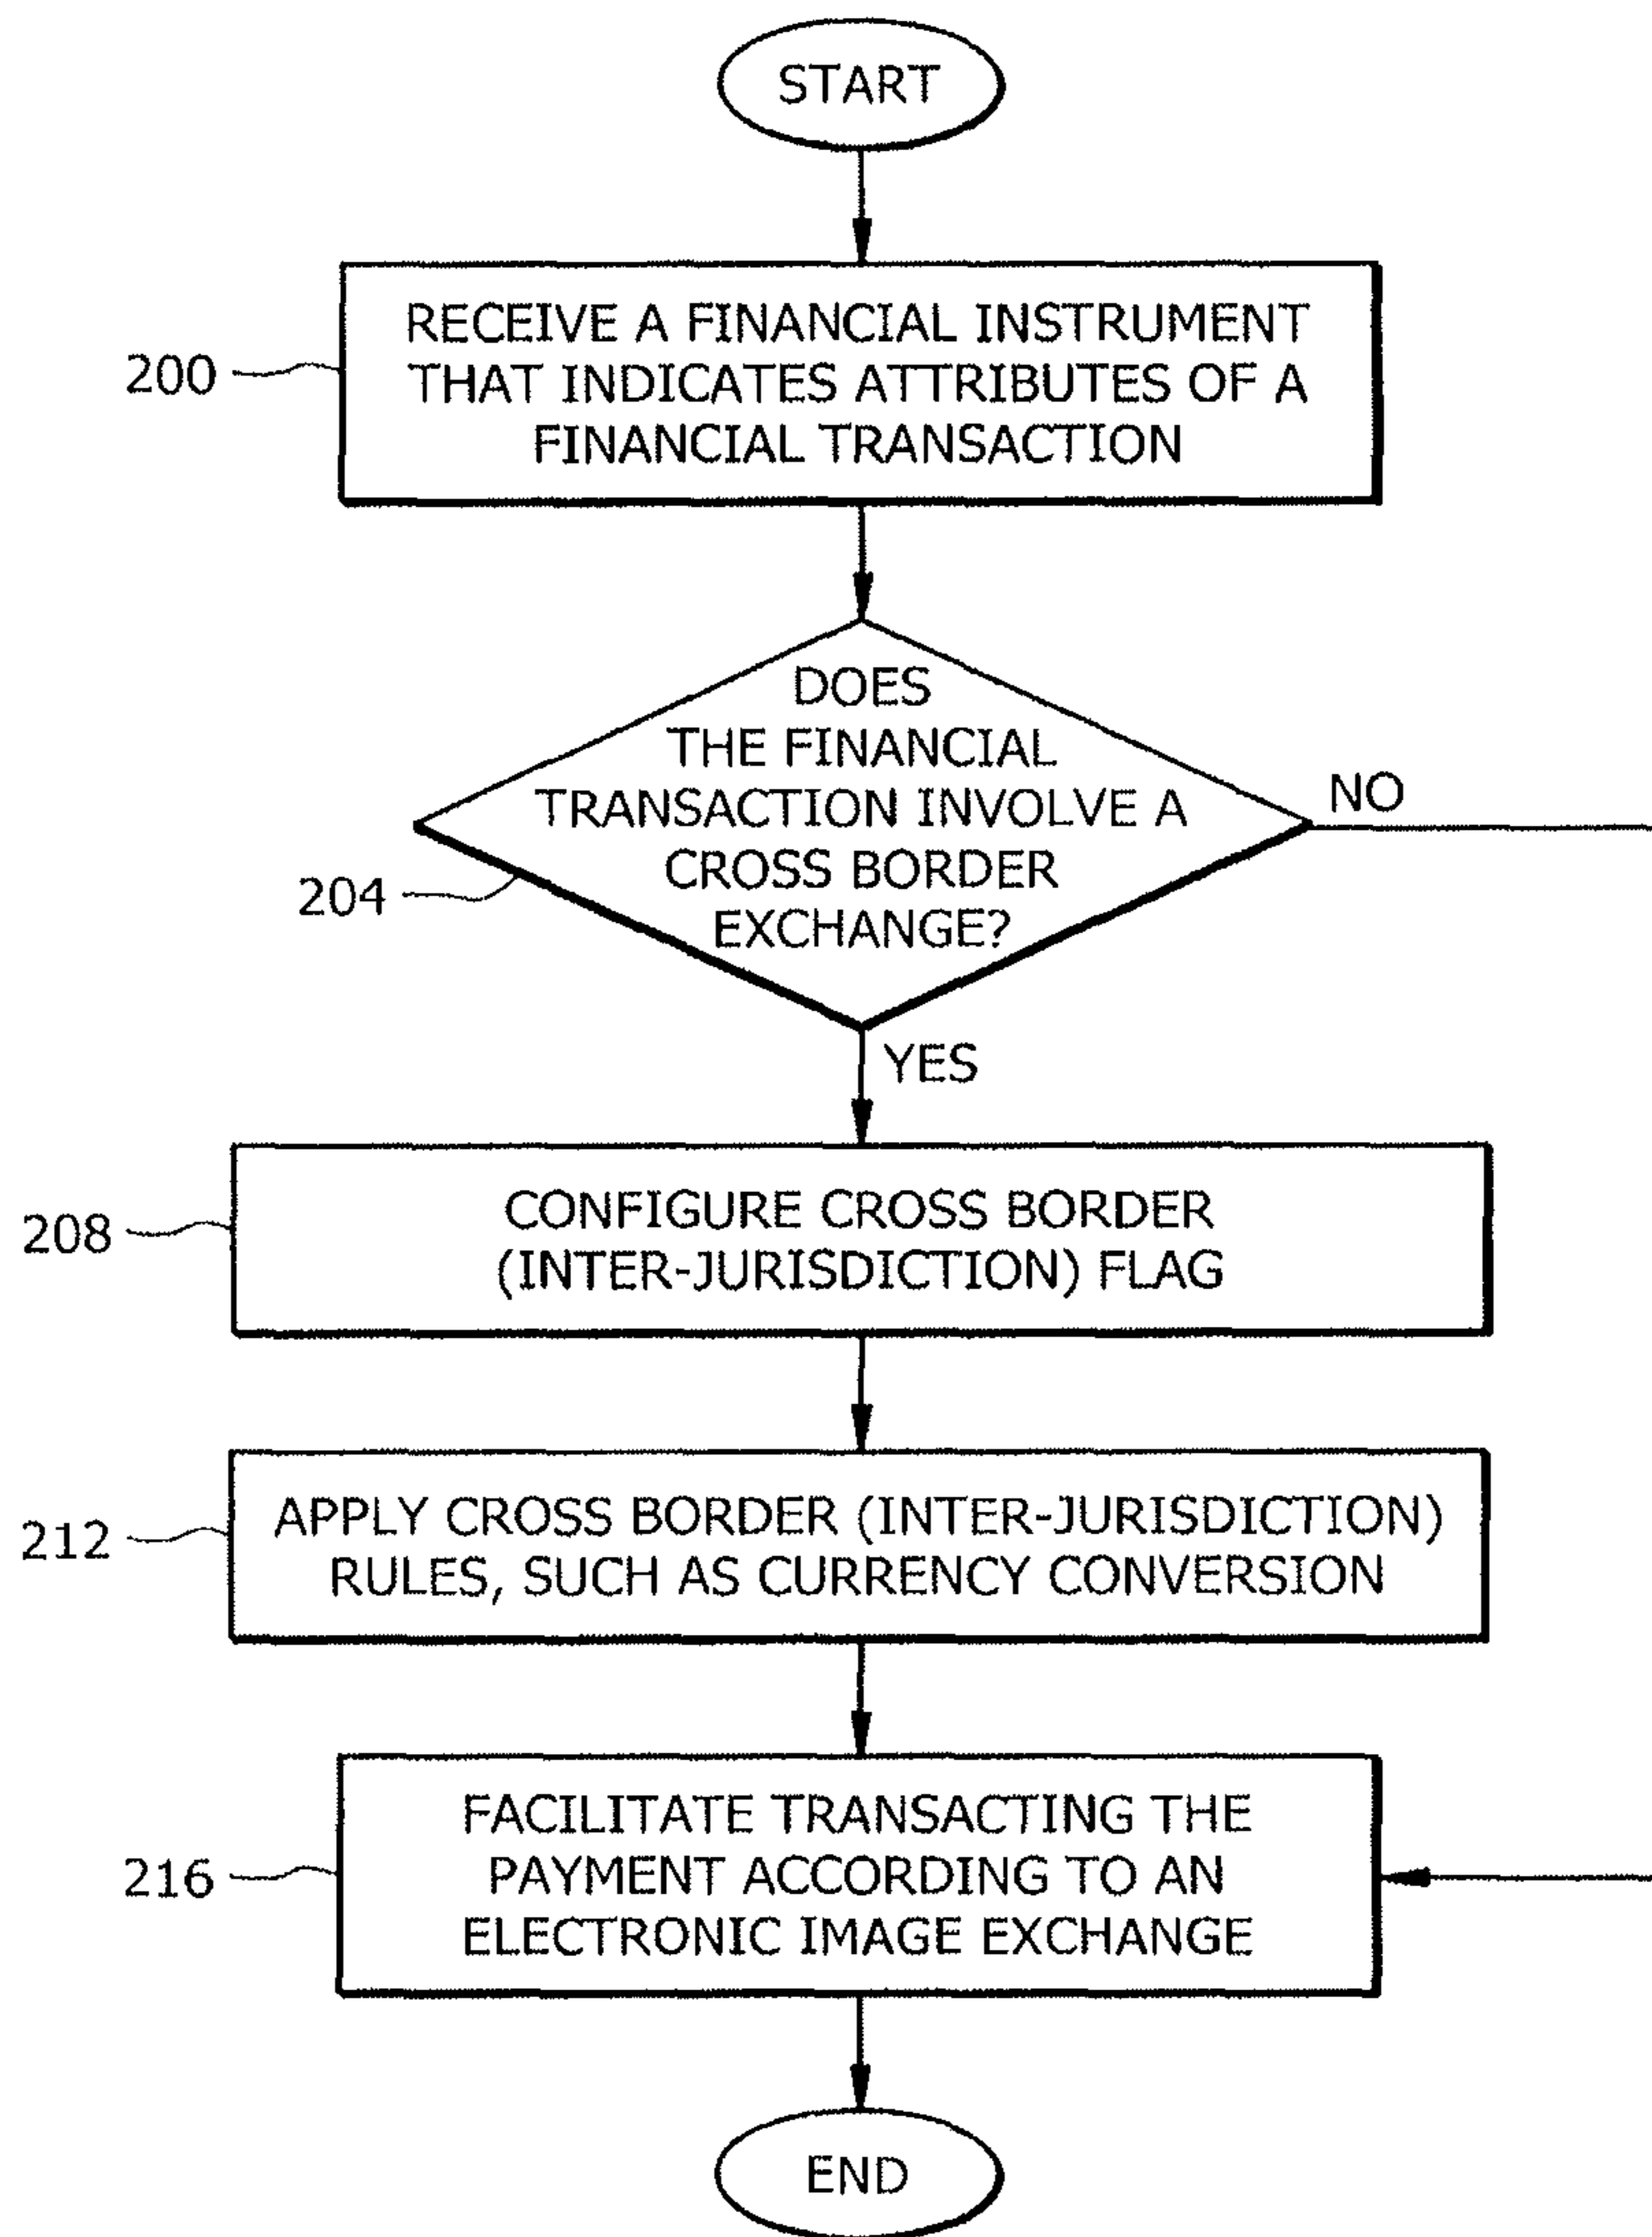 START
200
RECEIVE A FINANCIAL INSTRUMENT
THAT INDICATES ATTRIBUTES OF A
FINANCIAL TRANSACTION
DOES
THE FINANCIAL
TRANSACTION INVOLVE A
CROSS BORDER
EXCHANGE?
204
NO
YES
208
CONFIGURE CROSS BORDER
(INTER-JURISDICTION) FLAG
212
APPLY CROSS BORDER (INTER-JURISDICTION)
RULES, SUCH AS CURRENCY CONVERSION
216
FACILITATE TRANSACTING THE
PAYMENT ACCORDING TO AN
ELECTRONIC IMAGE EXCHANGE
END